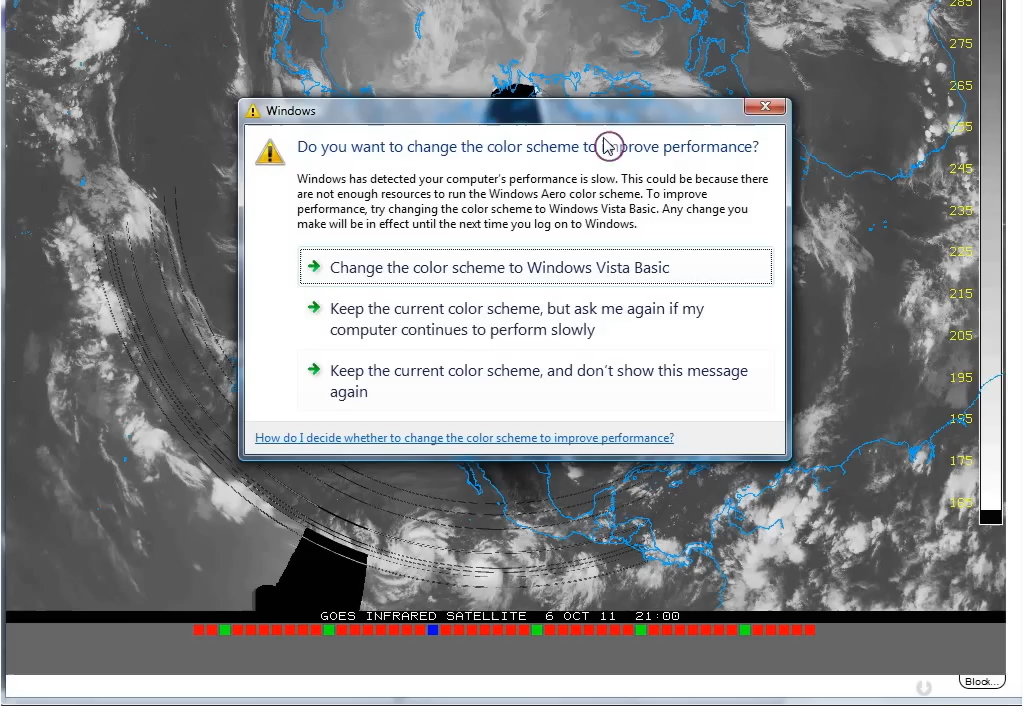 285
275
265
Windows
255
Do you want to change the color scheme to improve performance?
245
Windows has detected your computer's performance is slow. This could be because there
are not enough resources to run the Windows Aero color scheme. To improve
performance, try changing the color scheme to Windows Vista Basic. Any change you
make will be in effect until the next time you log on to Windows.
235
225
Change the color scheme to Windows Vista Basic
215
Keep the current color scheme, but ask me again if my
computer continues to perform slowly
205
195
Keep the current color scheme, and don't show this message
again
185
How do I decide whether to change the color scheme to improve performance?
175
165
GOES INFRARED SATELLITE 6 OCT 11 21:00
Block...